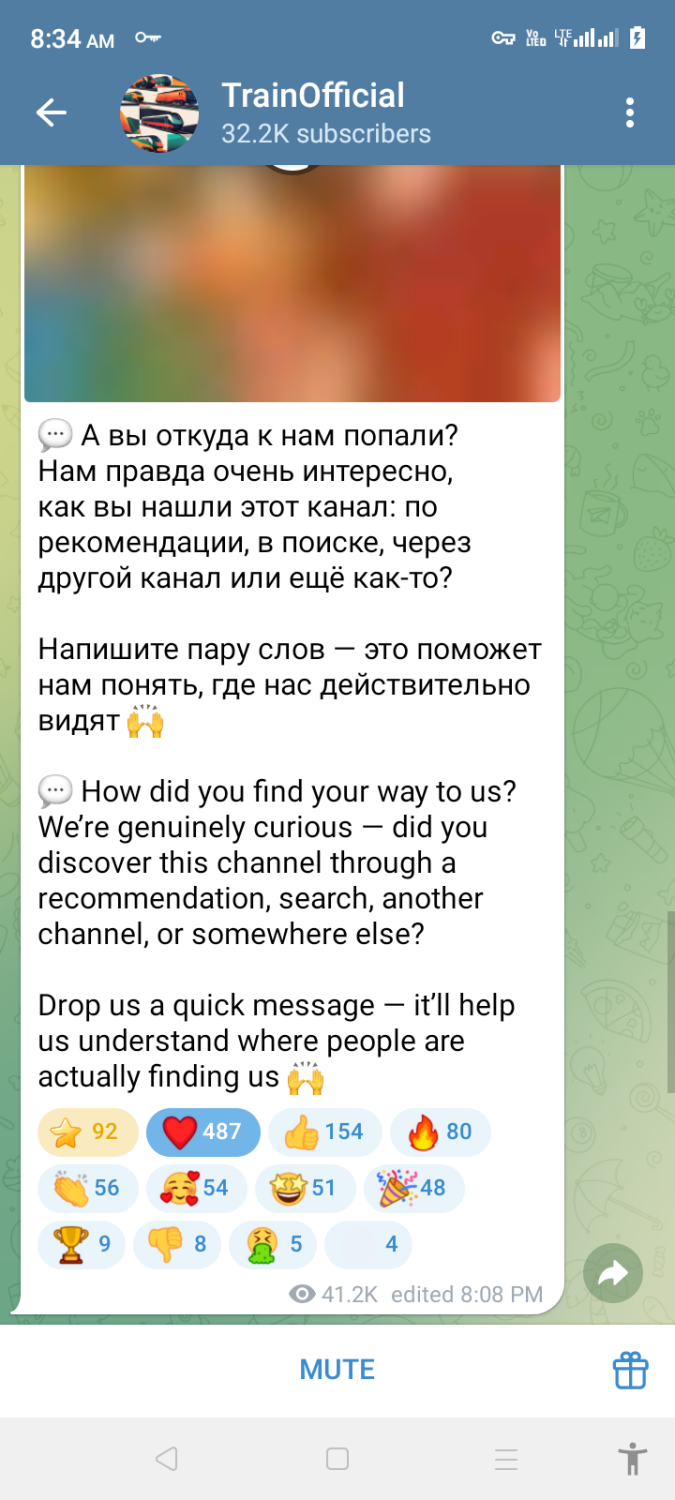 8:34 AM
Vo LTED LTE
TrainOfficial
32.2K subscribers
💬 А вы откуда к нам попали?
Нам правда очень интересно,
как вы нашли этот канал: по
рекомендации, в поиске, через
другой канал или ещё как-то?
Напишите пару слов — это поможет
нам понять, где нас действительно
видят 🙌
💬 How did you find your way to us?
We’re genuinely curious — did you
discover this channel through a
recommendation, search, another
channel, or somewhere else?
Drop us a quick message — it’ll help
us understand where people are
actually finding us 🙌
⭐ 92 ❤️ 487 👍 154 🔥 80
👏 56 🥰 54 🤩 51 🎉 48
🏆 9 👎 8 🤮 5 4
41.2K edited 8:08 PM
MUTE